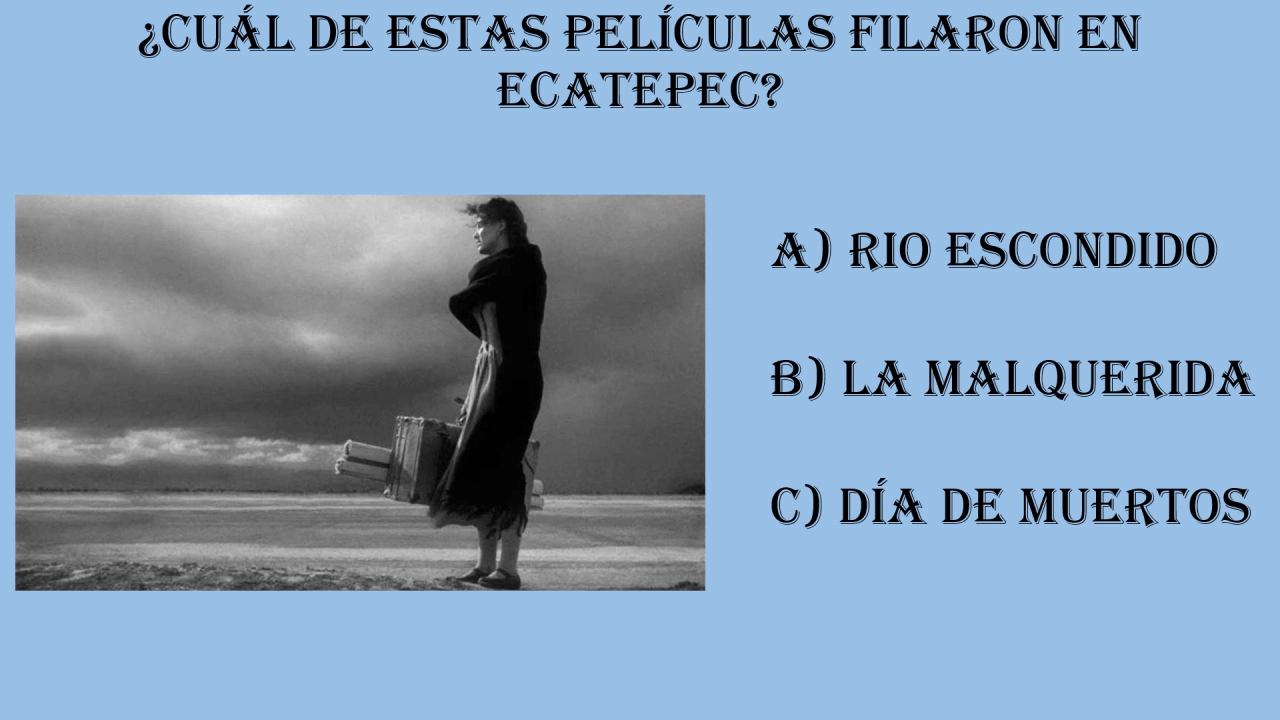 ¿CUÁL DE ESTAS PELÍCULAS FILARON EN
ECATEPEC?
A) RIO ESCONDIDO
B) LA MALQUERIDA
C) DÍA DE MUERTOS